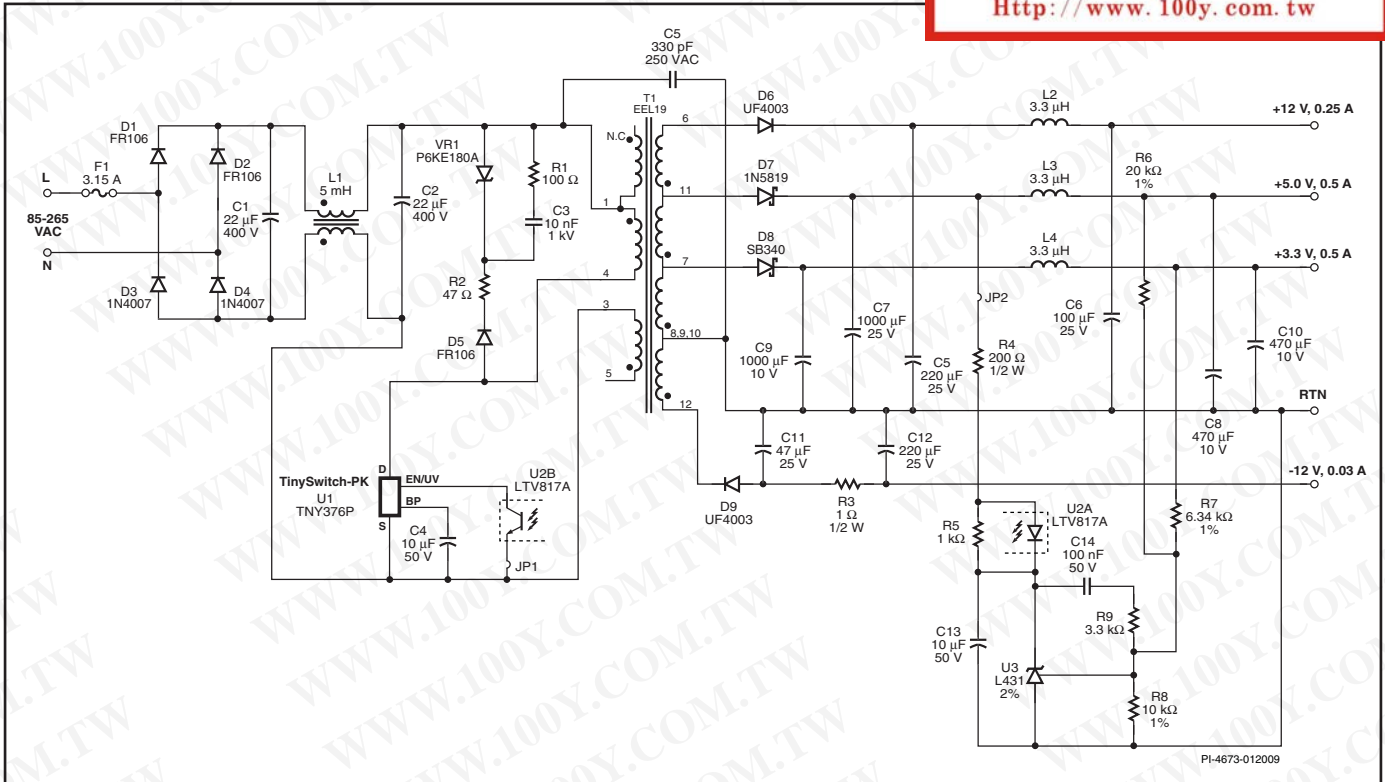 Http://www.100y.com.tw
C5
330 pF
250 VAC
T1
EEL19
N.C
6
11
1
7
4
3
8,9,10
5
12
D6
UF4003
D7
1N5819
D8
SB340
L2
3.3 µH
L3
3.3 µH
L4
3.3 µH
+12 V, 0.25 A
R6
20 kΩ
1%
+5.0 V, 0.5 A
+3.3 V, 0.5 A
D1
FR106
F1
3.15 A
L
85-265
VAC
N
D2
FR106
C1
22 µF
400 V
L1
5 mH
D3
1N4007
D4
1N4007
C2
22 µF
400 V
VR1
P6KE180A
R1
100 Ω
C3
10 nF
1 kV
R2
47 Ω
D5
FR106
C9
1000 µF
10 V
C7
1000 µF
25 V
C5
220 µF
25 V
JP2
R4
200 Ω
1/2 W
C6
100 µF
25 V
C10
470 µF
10 V
C8
470 µF
10 V
RTN
-12 V, 0.03 A
C11
47 µF
25 V
C12
220 µF
25 V
D9
UF4003
R3
1 Ω
1/2 W
TinySwitch-PK
U1
TNY376P
D
EN/UV
BP
S
C4
10 µF
50 V
U2B
LTV817A
JP1
R5
1 kΩ
U2A
LTV817A
C14
100 nF
50 V
R7
6.34 kΩ
1%
R9
3.3 kΩ
C13
10 µF
50 V
U3
L431
2%
R8
10 kΩ
1%
PI-4673-012009
WWW.100Y.COM.TW